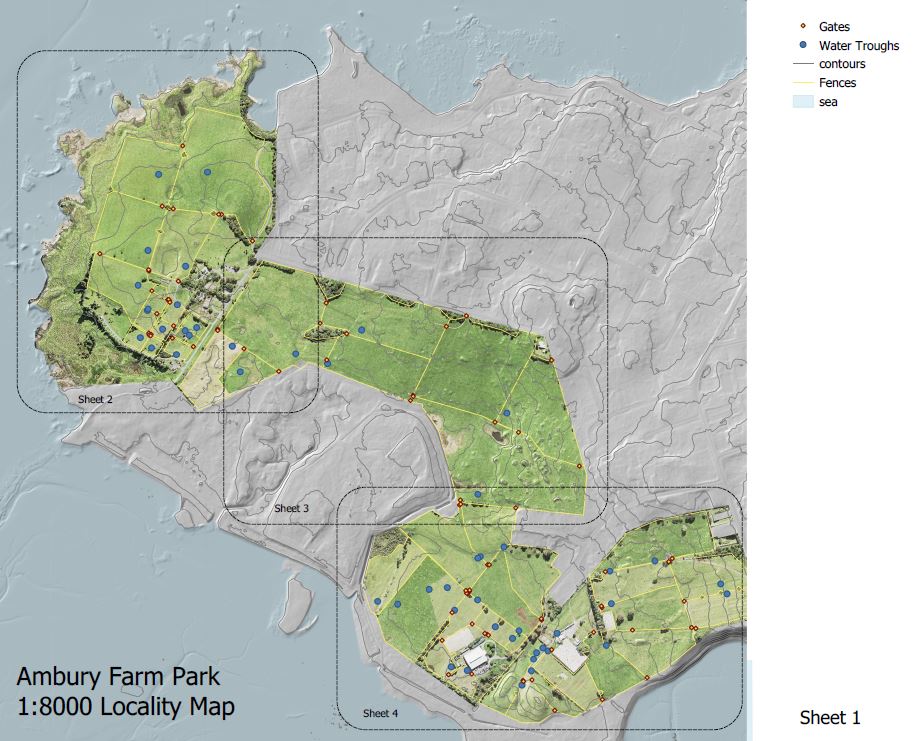 Gates
Water Troughs
contours
Fences
sea
Sheet 2
Sheet 3
Sheet 4
Ambury Farm Park
1:8000 Locality Map
Sheet 1